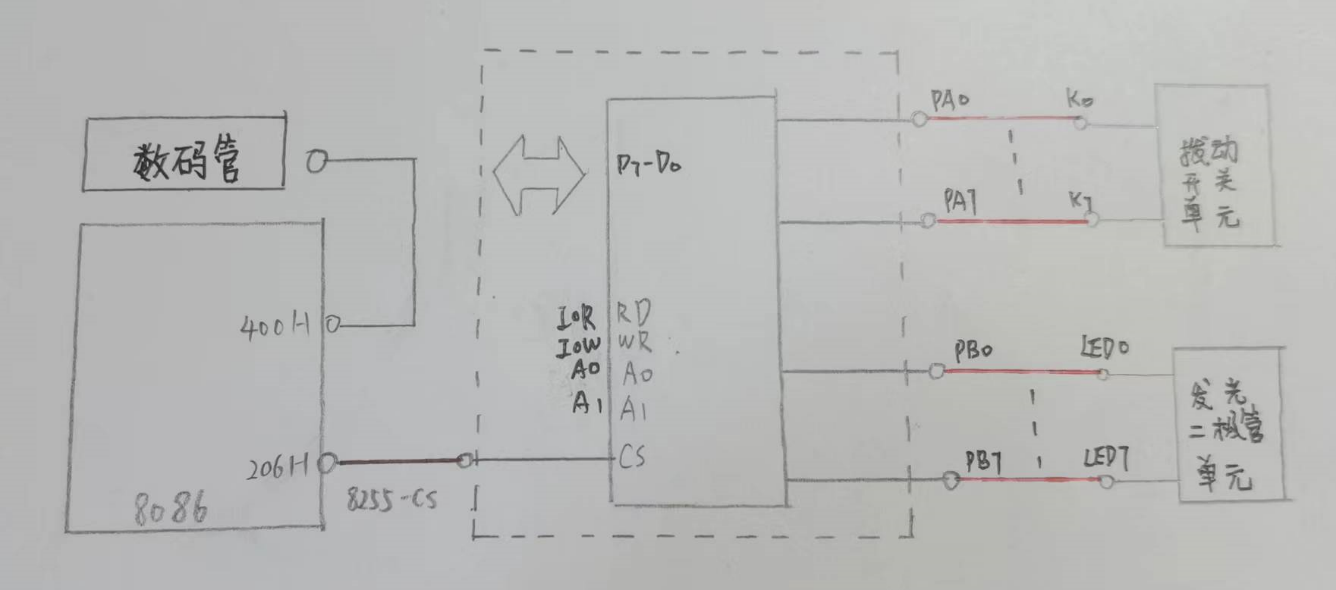 数码管
400H
206H
8086
8255-CS
D7-D0
IOR RD
IOW WR
A0 A0
A1 A1
CS
PA0 K0
PA7 K7
拨动
开关
单元
PB0 LED0
PB7 LED7
发光
二极管
单元